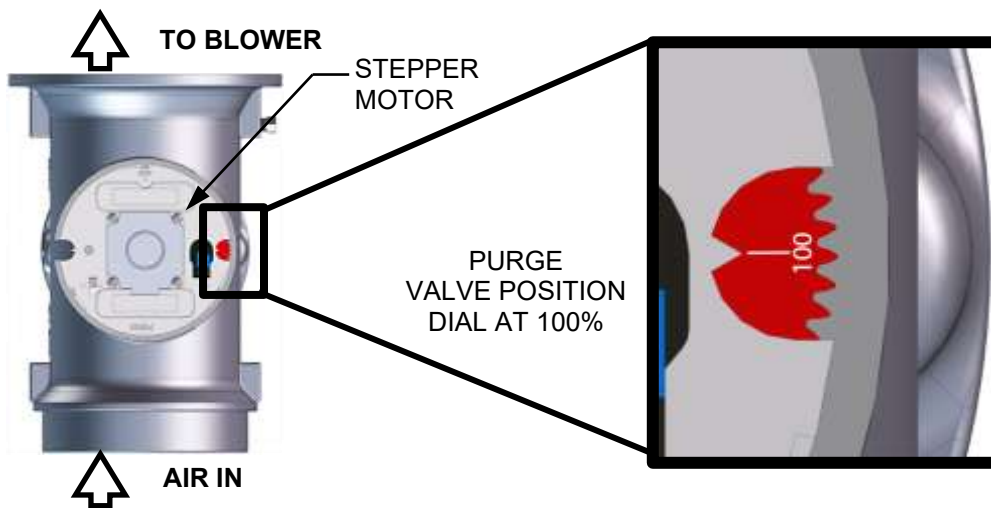 TO BLOWER
STEPPER
MOTOR
PURGE
VALVE POSITION
DIAL AT 100%
100
AIR IN